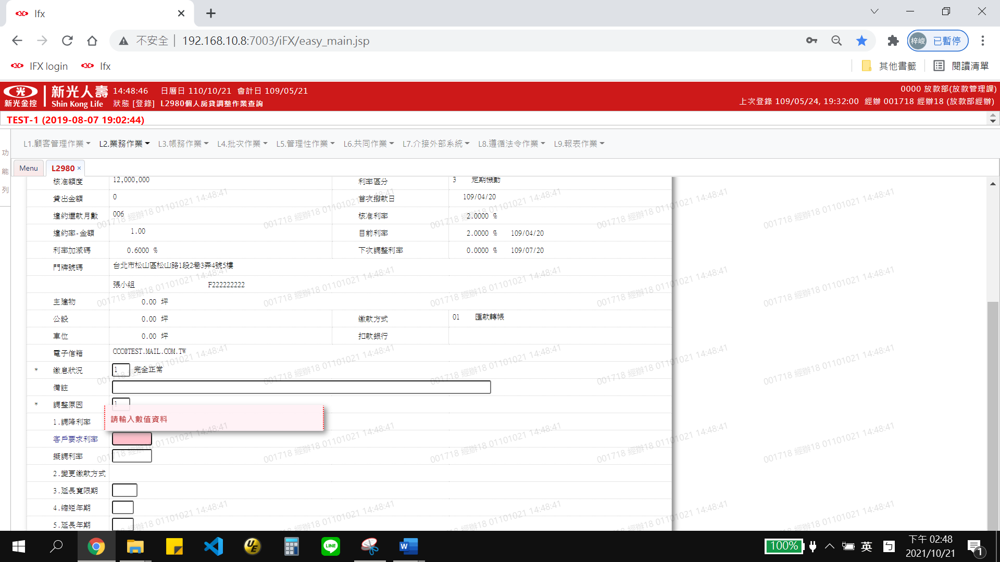 Ifx
不安全 192.168.10.8:7003/iFX/easy_main.jsp
梓峻 已暫停
IFX login Ifx
其他書籤 閱讀清單
新光金控 新光人壽 Shin Kong Life
14:48:46 日曆日 110/10/21 會計日 109/05/21
狀態 [登錄] L2980個人房貸調整作業查詢
0000 放款部(放款管理課)
上次登錄 109/05/24, 19:32:00 經辦 001718 經辦18 (放款部經辦)
TEST-1 (2019-08-07 19:02:44)
功能列
L1.顧客管理作業 L2.業務作業 L3.帳務作業 L4.批次作業 L5.管理性作業 L6.共同作業 L7.介接外部系統 L8.遵循法令作業 L9.報表作業
Menu L2980 ×
核准額度 12,000,000 利率區分 3 定期機動
貸出金額 0 首次撥款日 109/04/20
違約還款月數 006 核准利率 2.0000 %
違約率-金額 1.00 目前利率 2.0000 % 109/04/20
利率加減碼 0.6000 % 下次調整利率 0.0000 % 109/07/20
門牌號碼 台北市松山區松山路1段2巷3弄4號5樓
張小組 F222222222
主建物 0.00 坪
公設 0.00 坪 繳款方式 01 匯款轉帳
車位 0.00 坪 扣款銀行
電子信箱 CCC@TEST.MAIL.COM.TW
* 繳息狀況 1 完全正常
備註
* 調整原因 1
1.調降利率
請輸入數值資料
客戶要求利率
擬調利率
2.變更繳款方式
3.延長寬限期
4.縮短年期
5.延長年期
001718 經辦18 01101021 14:48:41
100% 英 ㄅ
下午 02:48
2021/10/21
1